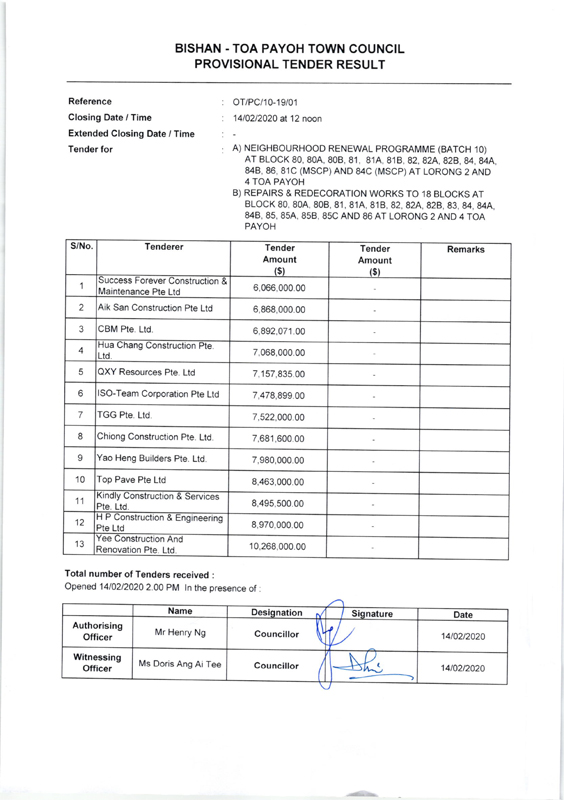 BISHAN - TOA PAYOH TOWN COUNCIL
PROVISIONAL TENDER RESULT
Reference : OT/PC/10-19/01
Closing Date / Time : 14/02/2020 at 12 noon
Extended Closing Date / Time : -
Tender for : A) NEIGHBOURHOOD RENEWAL PROGRAMME (BATCH 10)
AT BLOCK 80, 80A, 80B, 81, 81A, 81B, 82, 82A, 82B, 84, 84A,
84B, 86, 81C (MSCP) AND 84C (MSCP) AT LORONG 2 AND
4 TOA PAYOH
B) REPAIRS & REDECORATION WORKS TO 18 BLOCKS AT
BLOCK 80, 80A, 80B, 81, 81A, 81B, 82, 82A, 82B, 83, 84, 84A,
84B, 85, 85A, 85B, 85C AND 86 AT LORONG 2 AND 4 TOA
PAYOH
S/No. Tenderer Tender Tender Remarks
Amount Amount
($) ($)
Success Forever Construction &
1 Maintenance Pte Ltd 6,066,000.00 -
2 Aik San Construction Pte Ltd 6,868,000.00 -
3 CBM Pte. Ltd. 6,892,071.00 -
4 Hua Chang Construction Pte. 7,068,000.00 -
Ltd.
5 QXY Resources Pte. Ltd 7,157,835.00 -
6 ISO-Team Corporation Pte Ltd 7,478,899.00 -
7 TGG Pte. Ltd. 7,522,000.00 -
8 Chiong Construction Pte. Ltd. 7,681,600.00 -
9 Yao Heng Builders Pte. Ltd. 7,980,000.00 -
10 Top Pave Pte Ltd 8,463,000.00 -
11 Kindly Construction & Services 8,495,500.00 -
Pte. Ltd.
12 H P Construction & Engineering 8,970,000.00 -
Pte Ltd
13 Yee Construction And 10,268,000.00 -
Renovation Pte. Ltd.
Total number of Tenders received :
Opened 14/02/2020 2.00 PM In the presence of :
Name Designation Signature Date
Authorising
Officer Mr Henry Ng Councillor 14/02/2020
Witnessing
Officer Ms Doris Ang Ai Tee Councillor 14/02/2020